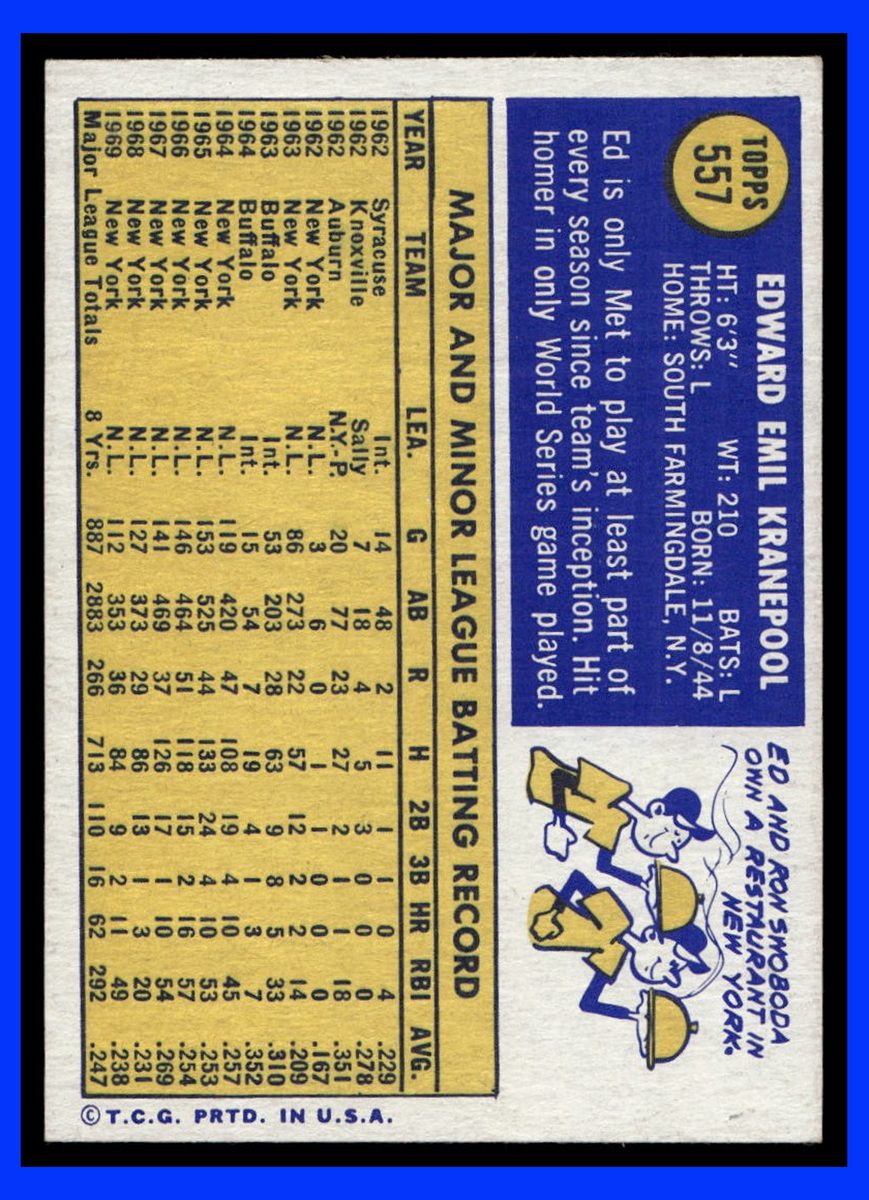 TOPPS
557
EDWARD EMIL KRANEPOOL
HT: 6'3" WT: 210 BATS: L
THROWS: L BORN: 11/8/44
HOME: SOUTH FARMINGDALE, N.Y.
Ed is only Met to play at least part of
every season since team's inception. Hit
homer in only World Series game played.
ED AND RON SWOBODA
OWN A RESTAURANT IN
NEW YORK.
MAJOR AND MINOR LEAGUE BATTING RECORD
YEAR TEAM LEA. G AB R H 2B 3B HR RBI AVG.
1962 Syracuse Int. 14 48 2 11 1 1 0 4 .229
1962 Knoxville Sally 7 18 4 5 3 0 0 0 .278
1962 Auburn N.Y.-P. 20 77 23 27 2 0 1 18 .351
1962 New York N.L. 3 6 0 1 1 0 0 0 .167
1963 New York N.L. 86 273 22 57 12 2 2 14 .209
1963 Buffalo Int. 53 203 28 63 9 8 5 33 .310
1964 Buffalo Int. 15 54 7 19 4 1 3 7 .352
1964 New York N.L. 119 420 47 108 19 4 10 45 .257
1965 New York N.L. 153 525 44 133 24 4 10 53 .253
1966 New York N.L. 146 464 51 118 15 2 16 57 .254
1967 New York N.L. 141 469 37 126 17 1 10 54 .269
1968 New York N.L. 127 373 29 86 13 1 3 20 .231
1969 New York N.L. 112 353 36 84 9 2 11 49 .238
Major League Totals 8 Yrs. 887 2883 266 713 110 16 62 292 .247
©T.C.G. PRTD. IN U.S.A.